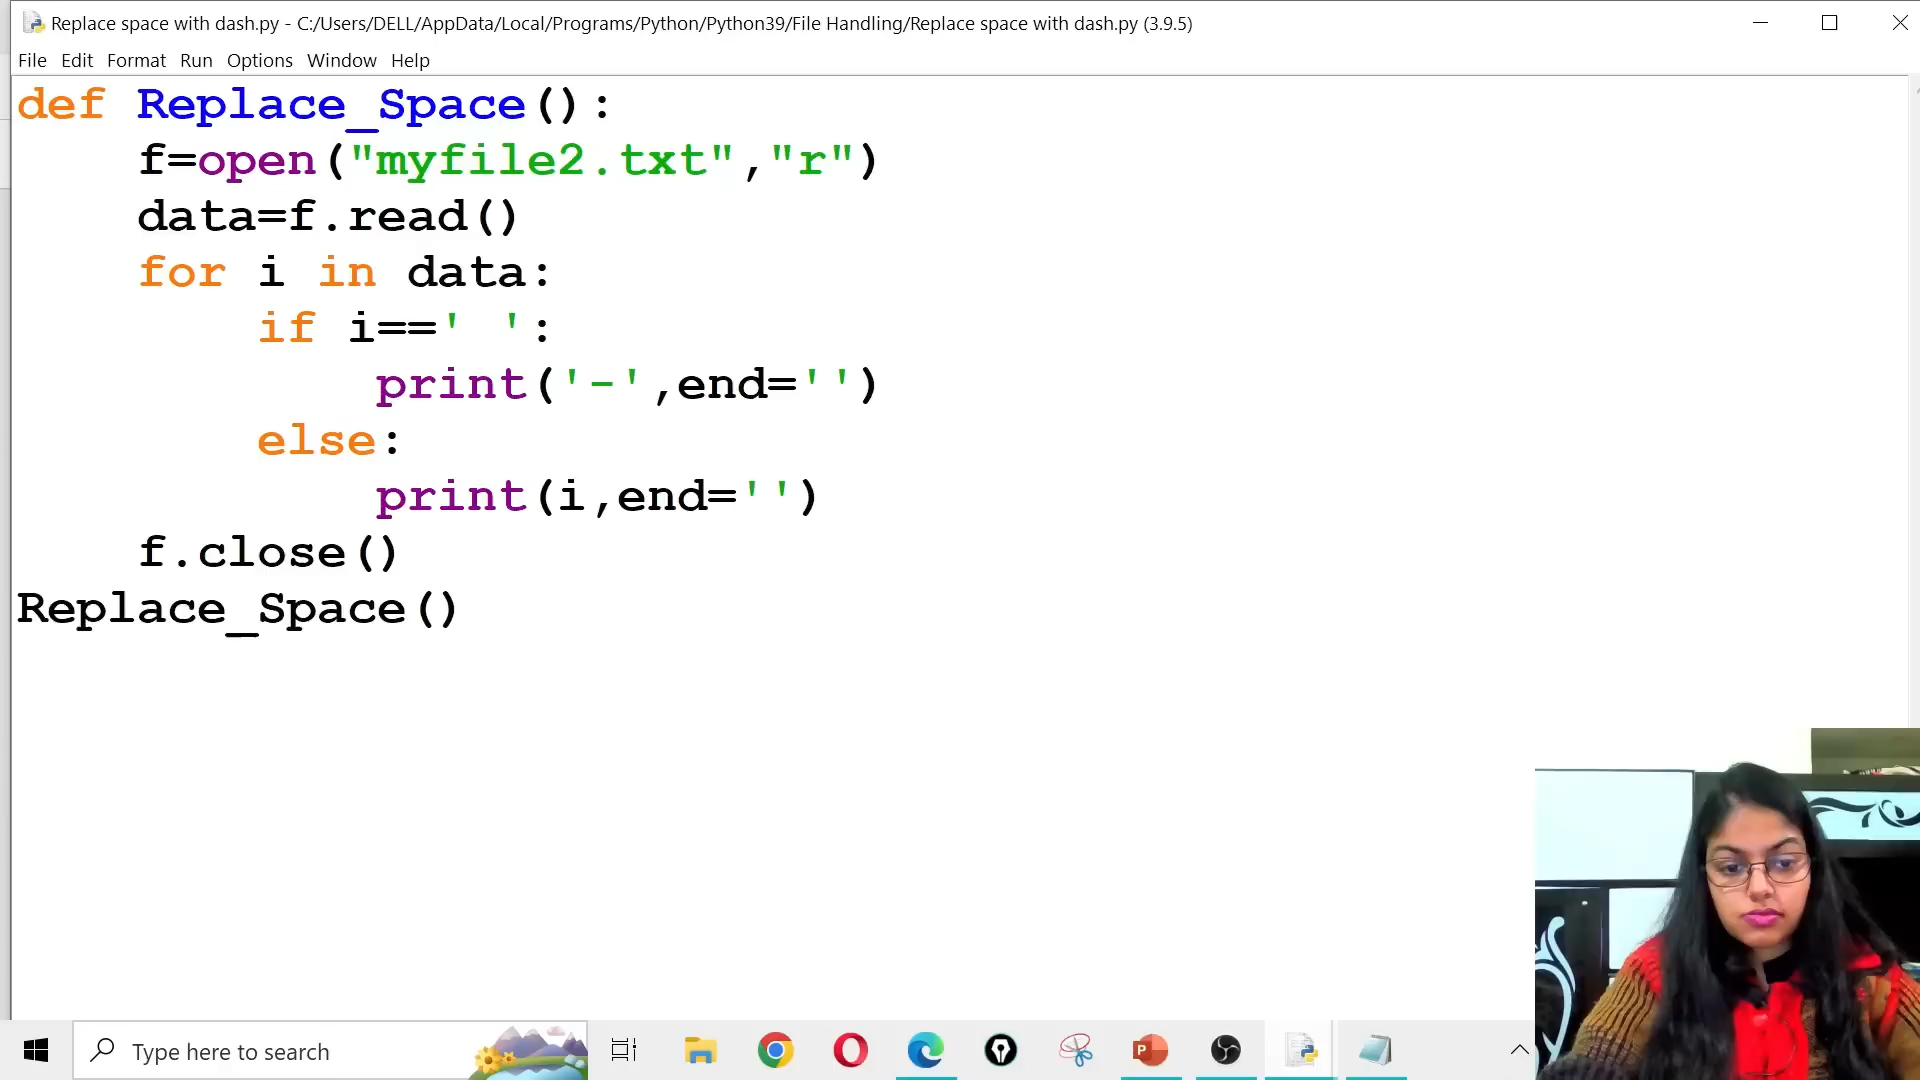 Replace space with dash.py - C:/Users/DELL/AppData/Local/Programs/Python/Python39/File Handling/Replace space with dash.py (3.9.5)
File Edit Format Run Options Window Help
def Replace_Space():
    f=open("myfile2.txt","r")
    data=f.read()
    for i in data:
        if i==' ':
            print('-',end='')
        else:
            print(i,end='')
    f.close()
Replace_Space()
Type here to search